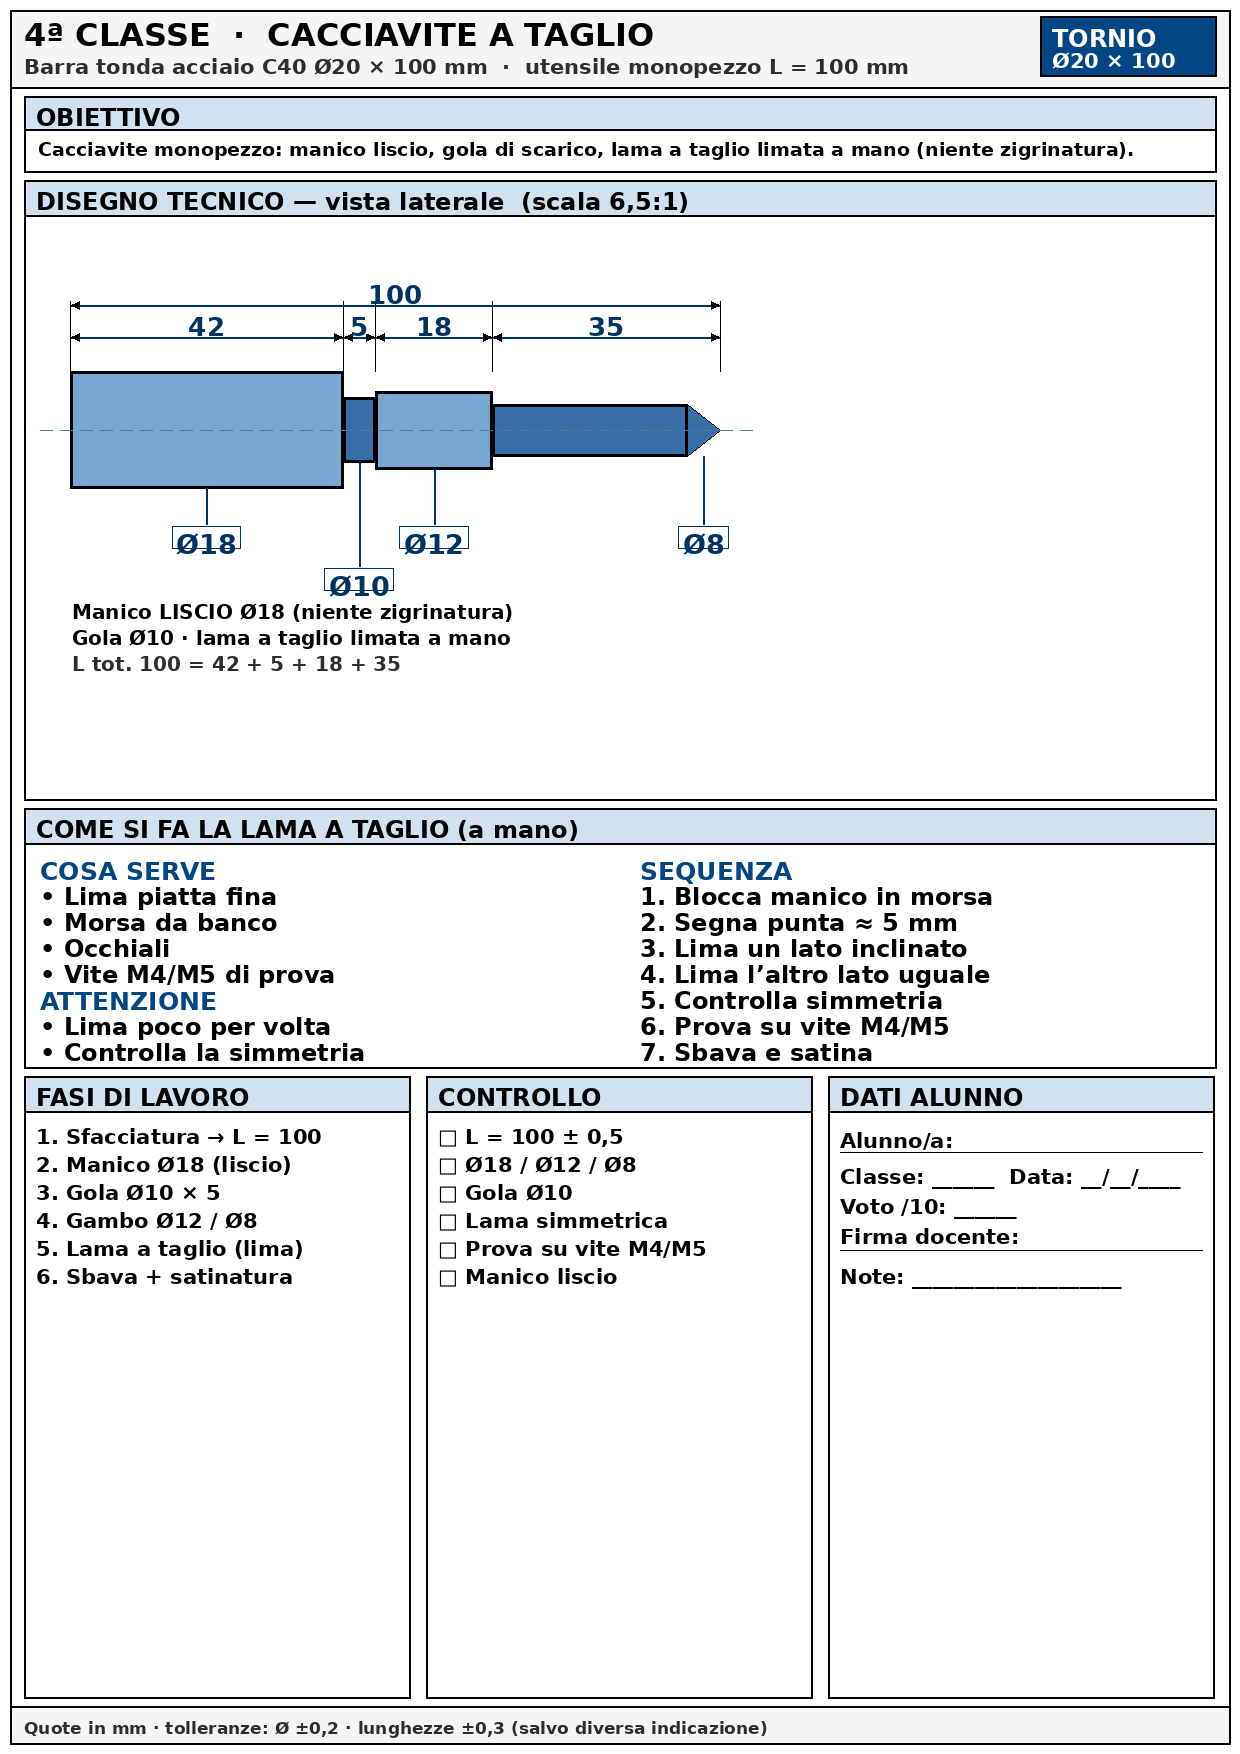 4ª CLASSE · CACCIAVITE A TAGLIO
Barra tonda acciaio C40 Ø20 × 100 mm · utensile monopezzo L = 100 mm
TORNIO
Ø20 × 100
OBIETTIVO
Cacciavite monopezzo: manico liscio, gola di scarico, lama a taglio limata a mano (niente zigrinatura).
DISEGNO TECNICO — vista laterale (scala 6,5:1)
100
42 5 18 35
Ø18 Ø12 Ø8
Ø10
Manico LISCIO Ø18 (niente zigrinatura)
Gola Ø10 · lama a taglio limata a mano
L tot. 100 = 42 + 5 + 18 + 35
COME SI FA LA LAMA A TAGLIO (a mano)
COSA SERVE
• Lima piatta fina
• Morsa da banco
• Occhiali
• Vite M4/M5 di prova
ATTENZIONE
• Lima poco per volta
• Controlla la simmetria
SEQUENZA
1. Blocca manico in morsa
2. Segna punta ≈ 5 mm
3. Lima un lato inclinato
4. Lima l’altro lato uguale
5. Controlla simmetria
6. Prova su vite M4/M5
7. Sbava e satina
FASI DI LAVORO
1. Sfacciatura → L = 100
2. Manico Ø18 (liscio)
3. Gola Ø10 × 5
4. Gambo Ø12 / Ø8
5. Lama a taglio (lima)
6. Sbava + satinatura
CONTROLLO
□ L = 100 ± 0,5
□ Ø18 / Ø12 / Ø8
□ Gola Ø10
□ Lama simmetrica
□ Prova su vite M4/M5
□ Manico liscio
DATI ALUNNO
Alunno/a:
Classe: ______ Data: __/__/____
Voto /10: ______
Firma docente:
Note: ____________________
Quote in mm · tolleranze: Ø ±0,2 · lunghezze ±0,3 (salvo diversa indicazione)